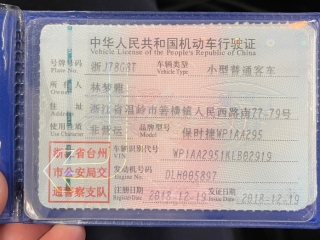 中华人民共和国机动车行驶证
Vehicle License of the People's Republic of China
号牌号码 浙J78G8T 车辆类型 小型普通客车
Plate No. Vehicle Type
所有人 林梦雅
浙江省温岭市箬横镇人民西路南77-79号
使用性质 非营运 品牌型号 保时捷WP1AA295
Use Character Model
浙江省台州 车辆识别代号 WP1AA2951KLB02919
VIN
市公安局交 发动机号码 DLH005897
Engine No.
通警察支队 注册日期 2018-12-19 发证日期 2018-12-19
Register Date Issue Date